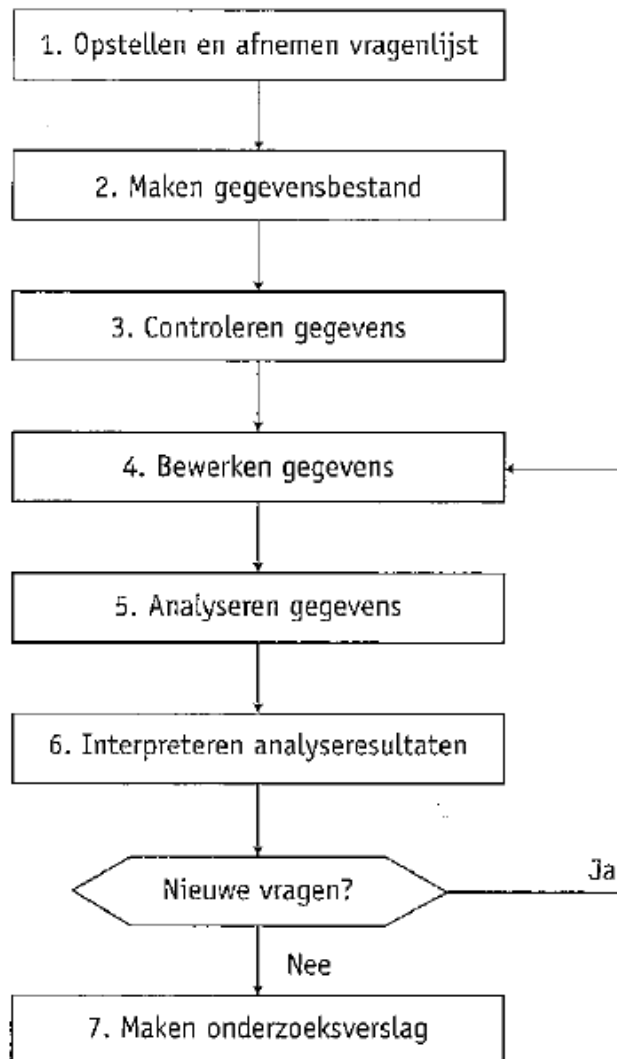 1. Opstellen en afnemen vragenlijst
2. Maken gegevensbestand
3. Controleren gegevens
4. Bewerken gegevens
5. Analyseren gegevens
6. Interpreteren analyseresultaten
Nieuwe vragen?
Ja
Nee
7. Maken onderzoeksverslag